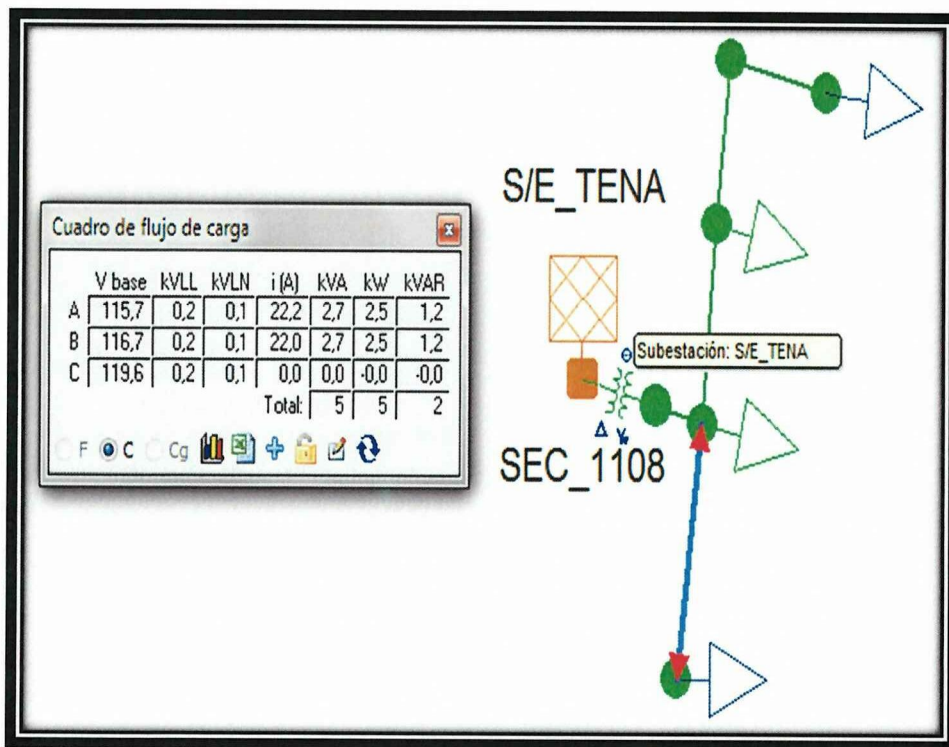 S/E_TENA
Cuadro de flujo de carga
V base kVLL kVLN i (A) kVA kW kVAR
A 115,7 0,2 0,1 22,2 2,7 2,5 1,2
B 116,7 0,2 0,1 22,0 2,7 2,5 1,2
C 119,6 0,2 0,1 0,0 0,0 -0,0 -0,0
Total: 5 5 2
F C Cg
Subestación: S/E_TENA
Δ Y
SEC_1108